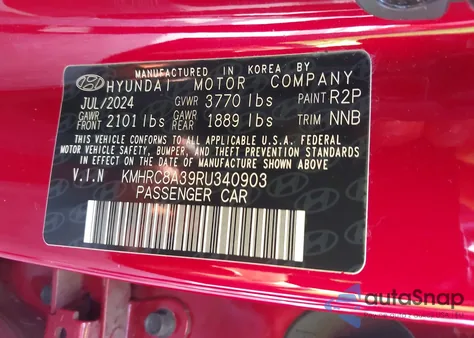 MANUFACTURED IN KOREA BY
HYUNDAI MOTOR COMPANY
JUL/2024 GVWR 3770 lbs PAINT R2P
GAWR FRONT 2101 lbs GAWR REAR 1889 lbs TRIM NNB
THIS VEHICLE CONFORMS TO ALL APPLICABLE U.S.A. FEDERAL
MOTOR VEHICLE SAFETY, BUMPER, AND THEFT PREVENTION STANDARDS
IN EFFECT ON THE DATE OF MANUFACTURE SHOWN ABOVE
V.I.N KMHRC8A39RU340903
PASSENGER CAR
autoSnap